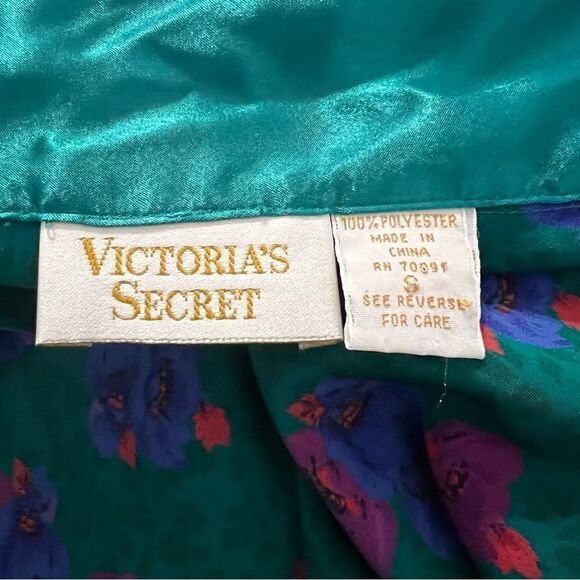 VICTORIA'S
SECRET
100% POLYESTER
MADE IN
CHINA
RN 70091
S
SEE REVERSE
FOR CARE